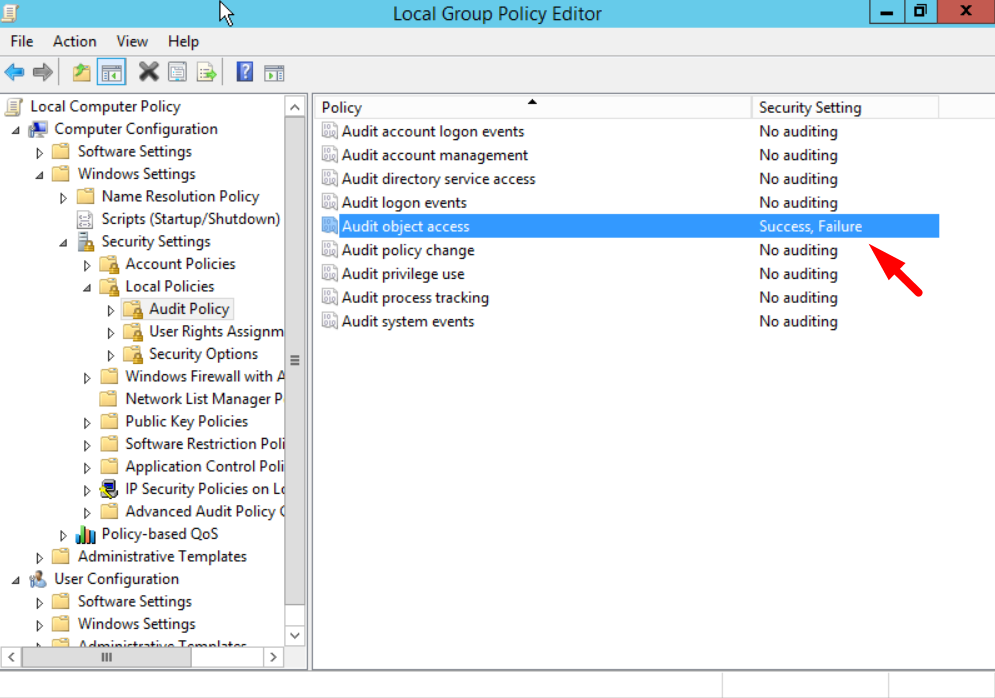 Local Group Policy Editor
File Action View Help
Local Computer Policy
Computer Configuration
Software Settings
Windows Settings
Name Resolution Policy
Scripts (Startup/Shutdown)
Security Settings
Account Policies
Local Policies
Audit Policy
User Rights Assignm
Security Options
Windows Firewall with A
Network List Manager P
Public Key Policies
Software Restriction Poli
Application Control Poli
IP Security Policies on Lo
Advanced Audit Policy C
Policy-based QoS
Administrative Templates
User Configuration
Software Settings
Windows Settings
Administrative Templates
Policy Security Setting
Audit account logon events No auditing
Audit account management No auditing
Audit directory service access No auditing
Audit logon events No auditing
Audit object access Success, Failure
Audit policy change No auditing
Audit privilege use No auditing
Audit process tracking No auditing
Audit system events No auditing